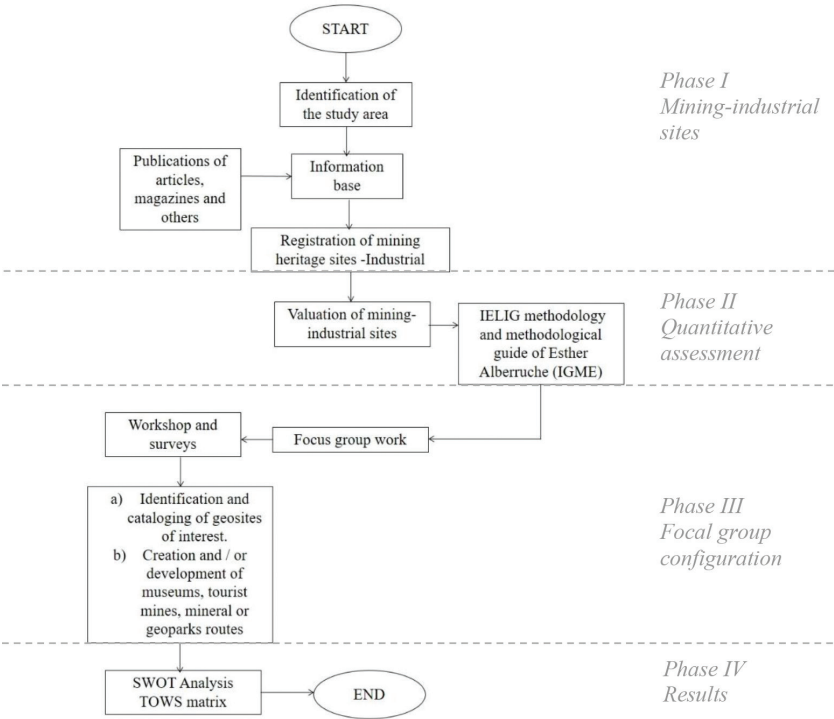 START
Identification of
the study area
Publications of
articles,
magazines and
others
Information
base
Registration of mining
heritage sites -Industrial
Phase I
Mining-industrial
sites
Valuation of mining-
industrial sites
IELIG methodology
and methodological
guide of Esther
Alberruche (IGME)
Phase II
Quantitative
assessment
Workshop and
surveys
Focus group work
a) Identification and
cataloging of geosites
of interest.
b) Creation and / or
development of
museums, tourist
mines, mineral or
geoparks routes
Phase III
Focal group
configuration
SWOT Analysis
TOWS matrix
END
Phase IV
Results